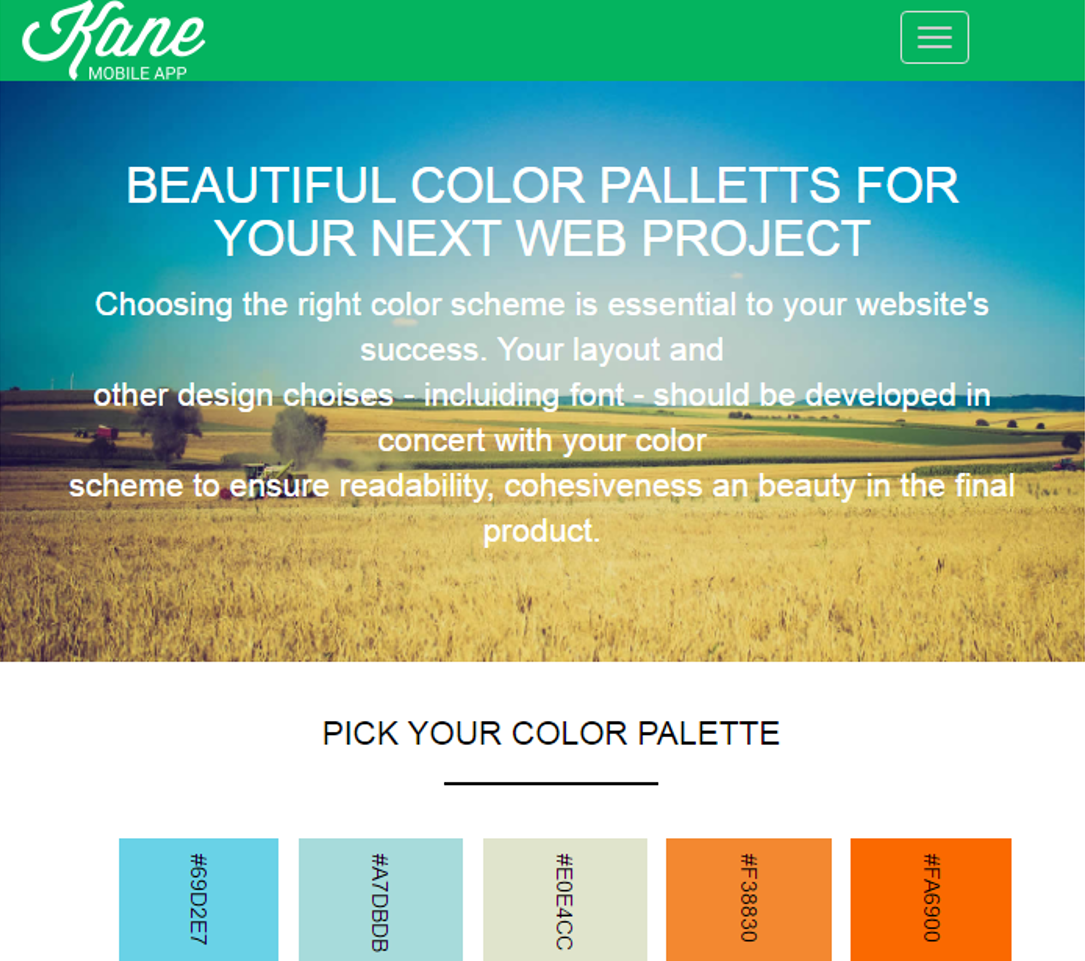 Kane
MOBILE APP
BEAUTIFUL COLOR PALLETTS FOR
YOUR NEXT WEB PROJECT
Choosing the right color scheme is essential to your website's
success. Your layout and
other design choises - incluiding font - should be developed in
concert with your color
scheme to ensure readability, cohesiveness an beauty in the final
product.
PICK YOUR COLOR PALETTE
#69D2E7
#A7DBDB
#E0E4CC
#F38830
#FA6900